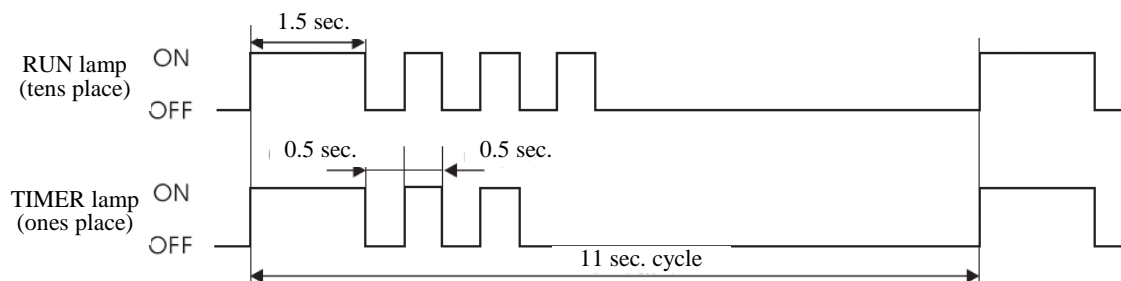 1.5 sec.
RUN lamp
(tens place)
ON
OFF
0.5 sec.
0.5 sec.
TIMER lamp
(ones place)
ON
OFF
11 sec. cycle